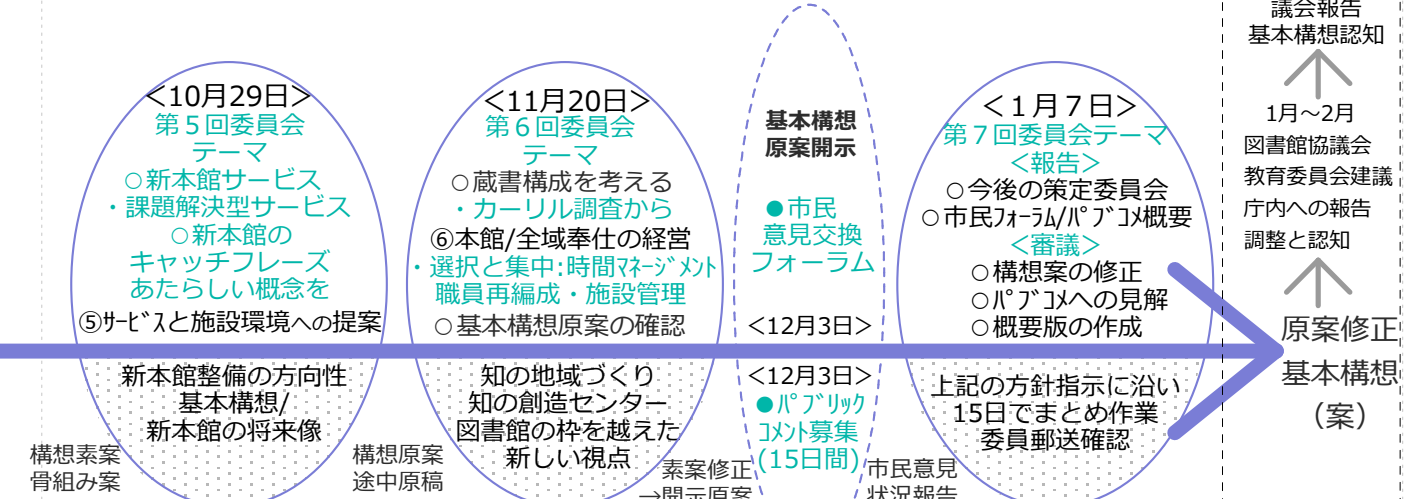 ＜10月29日＞
第５回委員会
テーマ
○新本館サービス
・課題解決型サービス
○新本館の
キャッチフレーズ
あたらしい概念を
⑤ｻｰﾋﾞｽと施設環境への提案
新本館整備の方向性
基本構想/
新本館の将来像
構想素案
骨組み案
＜11月20日＞
第６回委員会
テーマ
○蔵書構成を考える
・カーリル調査から
⑥本館/全域奉仕の経営
・選択と集中:時間ﾏﾈｰｼﾞﾒﾝﾄ
職員再編成・施設管理
○基本構想原案の確認
知の地域づくり
知の創造センター
図書館の枠を越えた
新しい視点
構想原案
途中原稿
基本構想
原案開示
●市民
意見交換
フォーラム
＜12月3日＞
＜12月3日＞
●ﾊﾟﾌﾞﾘｯｸ
ｺﾒﾝﾄ募集
(15日間)
素案修正
→開示原案
＜１月７日＞
第７回委員会テーマ
＜報告＞
○今後の策定委員会
○市民ﾌｫｰﾗﾑ/ﾊﾟﾌﾞｺﾒ概要
＜審議＞
○構想案の修正
○ﾊﾟﾌﾞｺﾒへの見解
○概要版の作成
上記の方針指示に沿い
15日でまとめ作業
委員郵送確認
市民意見
状況報告
議会報告
基本構想認知
1月～2月
図書館協議会
教育委員会建議
庁内への報告
調整と認知
原案修正
基本構想
（案）